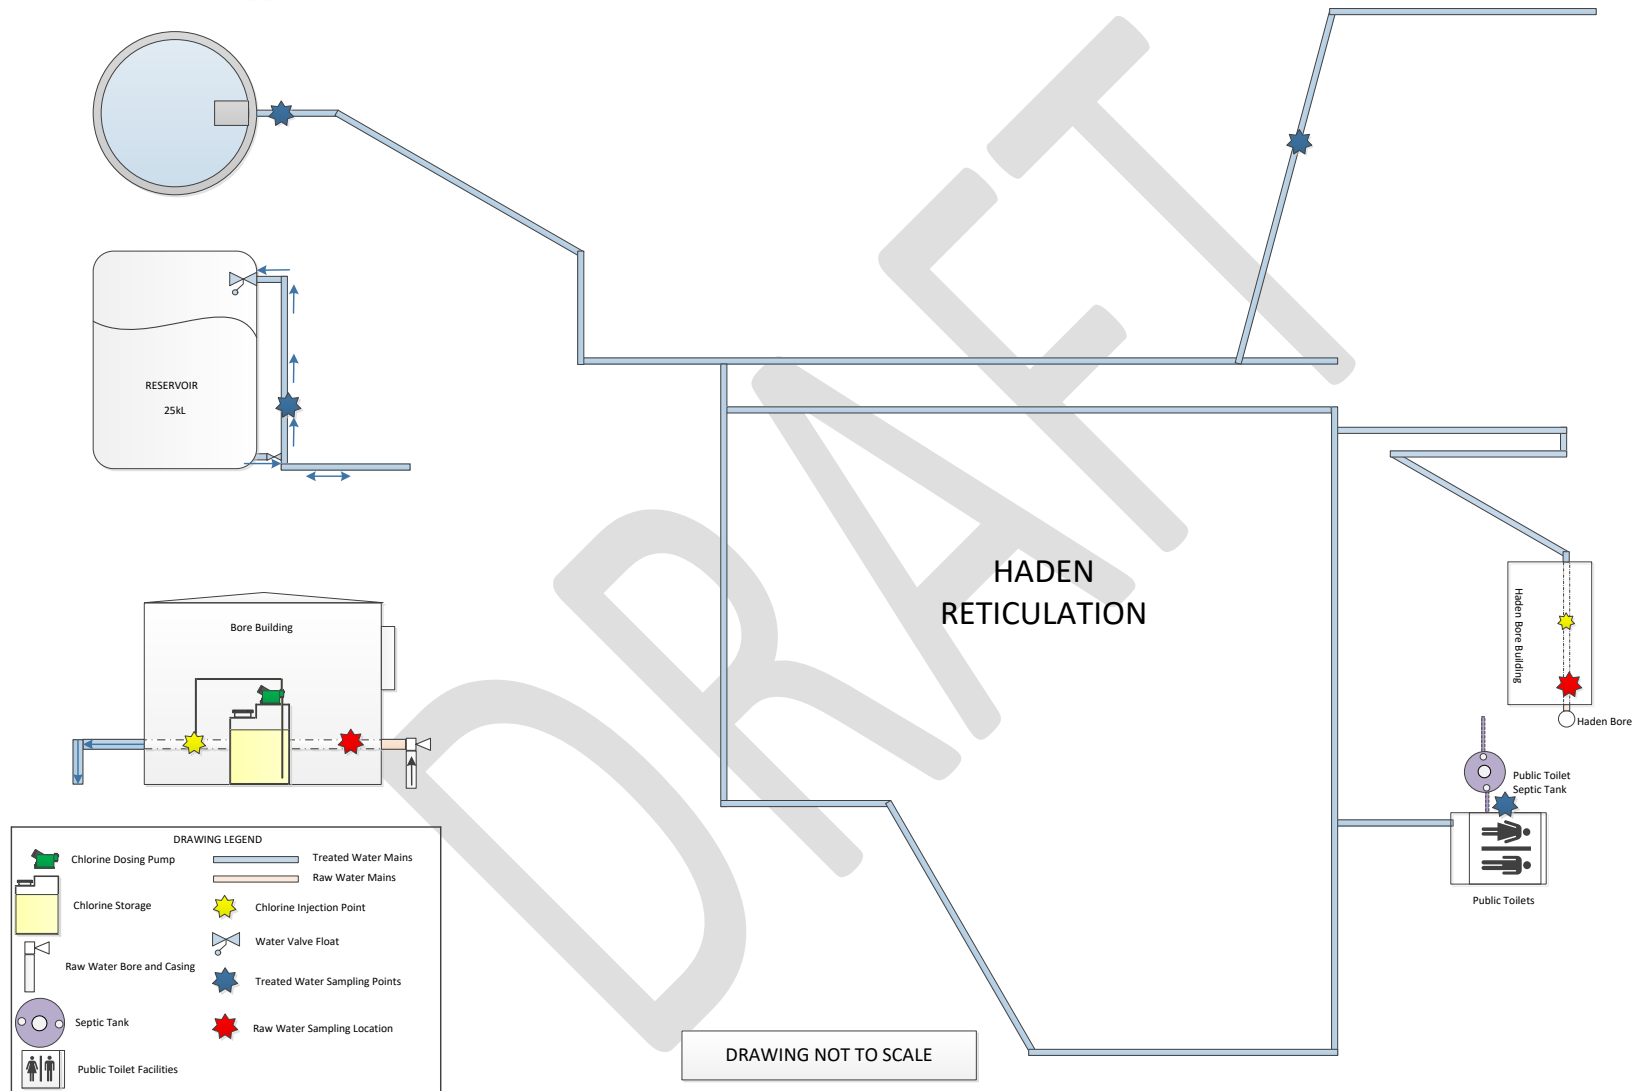 RESERVOIR
25kL
Bore Building
HADEN
RETICULATION
Haden Bore Building
Haden Bore
Public Toilet
Septic Tank
Public Toilets
DRAWING LEGEND
Chlorine Dosing Pump
Treated Water Mains
Raw Water Mains
Chlorine Storage
Chlorine Injection Point
Water Valve Float
Raw Water Bore and Casing
Treated Water Sampling Points
Septic Tank
Raw Water Sampling Location
Public Toilet Facilities
DRAWING NOT TO SCALE
DRAFT